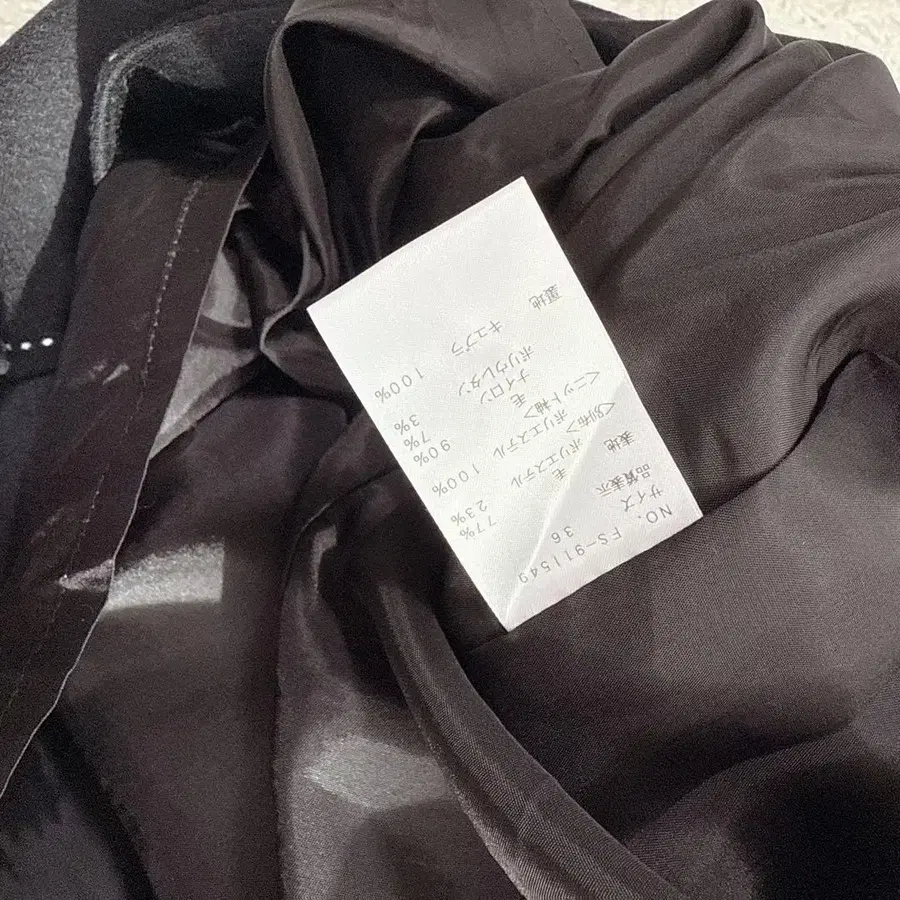 NO. FS-911549
サイズ 36
品質表示
表地 毛 77%
ポリエステル 23%
<別布> ポリエステル 100%
<ニット袖> 毛 90%
ナイロン 7%
ポリウレタン 3%
裏地 キュプラ 100%